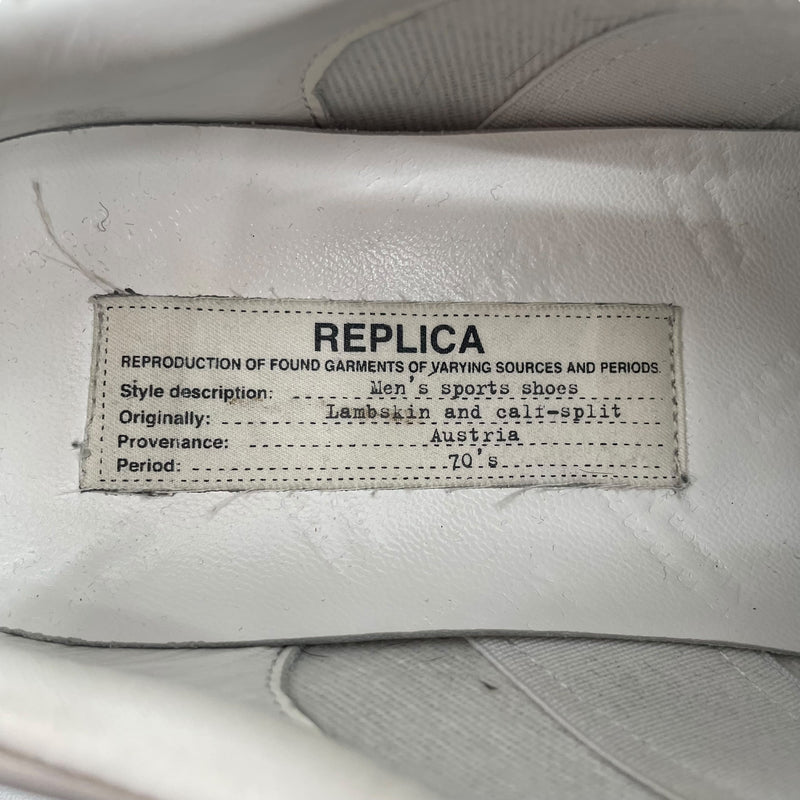 REPLICA
REPRODUCTION OF FOUND GARMENTS OF VARYING SOURCES AND PERIODS.
Style description: Men's sports shoes
Originally: Lambskin and calf-split
Provenance: Austria
Period: 70's